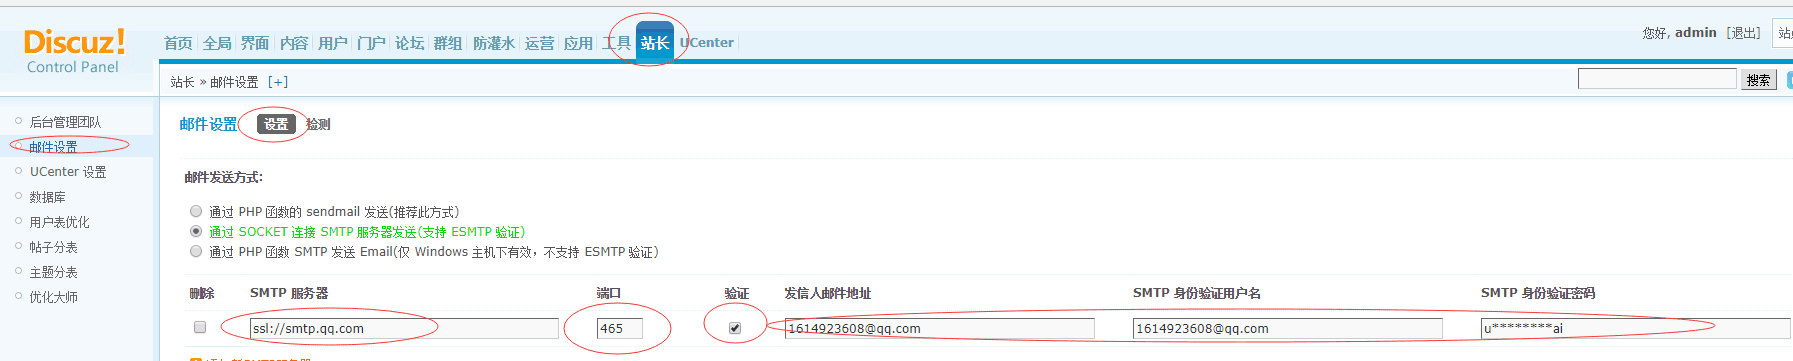 Discuz!
Control Panel
首页 全局 界面 内容 用户 门户 论坛 群组 防灌水 运营 应用 工具 站长 UCenter
您好, admin [退出]
站长 » 邮件设置 [+]
搜索
后台管理团队
邮件设置
UCenter 设置
数据库
用户表优化
帖子分表
主题分表
优化大师
邮件设置 设置 检测
邮件发送方式:
通过 PHP 函数的 sendmail 发送(推荐此方式)
通过 SOCKET 连接 SMTP 服务器发送(支持 ESMTP 验证)
通过 PHP 函数 SMTP 发送 Email(仅 Windows 主机下有效，不支持 ESMTP 验证)
删除 SMTP 服务器 端口 验证 发信人邮件地址 SMTP 身份验证用户名 SMTP 身份验证密码
ssl://smtp.qq.com 465 1614923608@qq.com 1614923608@qq.com u********ai